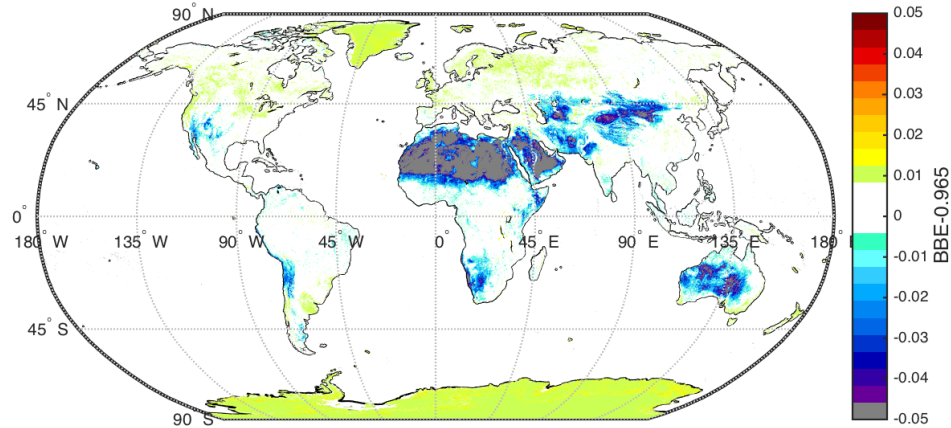 90° N
45° N
0°
180° W
135° W
90° W
45° W
0
45° E
90° E
135° E
180° E
45° S
90° S
0.05
0.04
0.03
0.02
0.01
0
-0.01
-0.02
-0.03
-0.04
-0.05
BBE-0.965